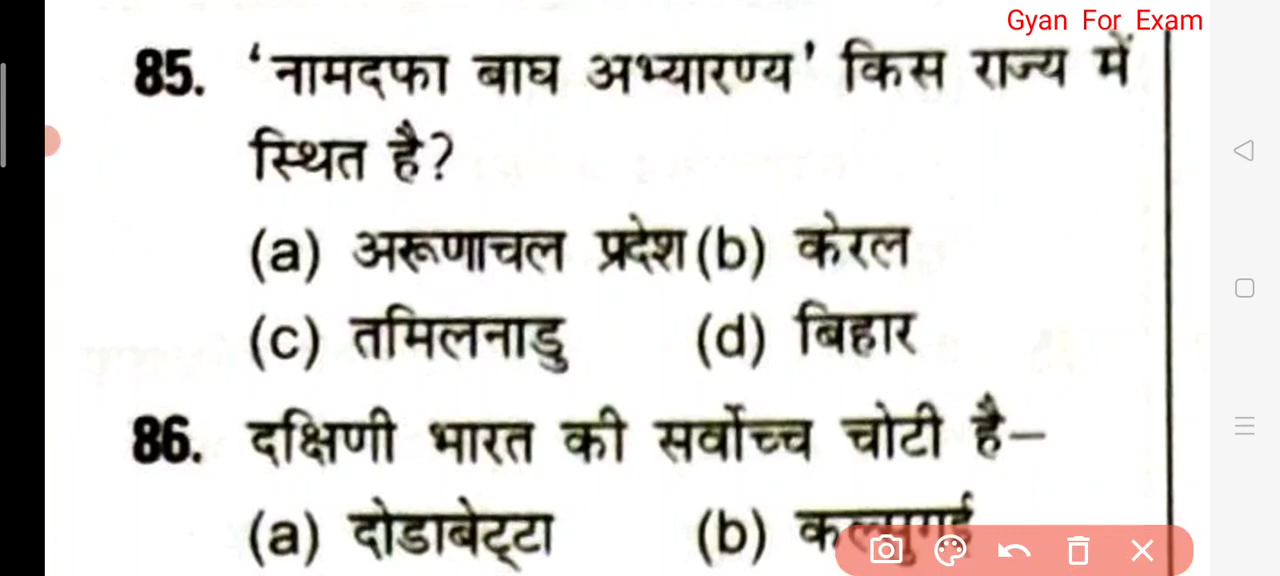 Gyan For Exam
85. 'नामदफा बाघ अभ्यारण्य' किस राज्य में
स्थित है?
(a) अरूणाचल प्रदेश (b) केरल
(c) तमिलनाडु (d) बिहार
86. दक्षिणी भारत की सर्वोच्च चोटी है–
(a) दोडाबेट्टा (b)